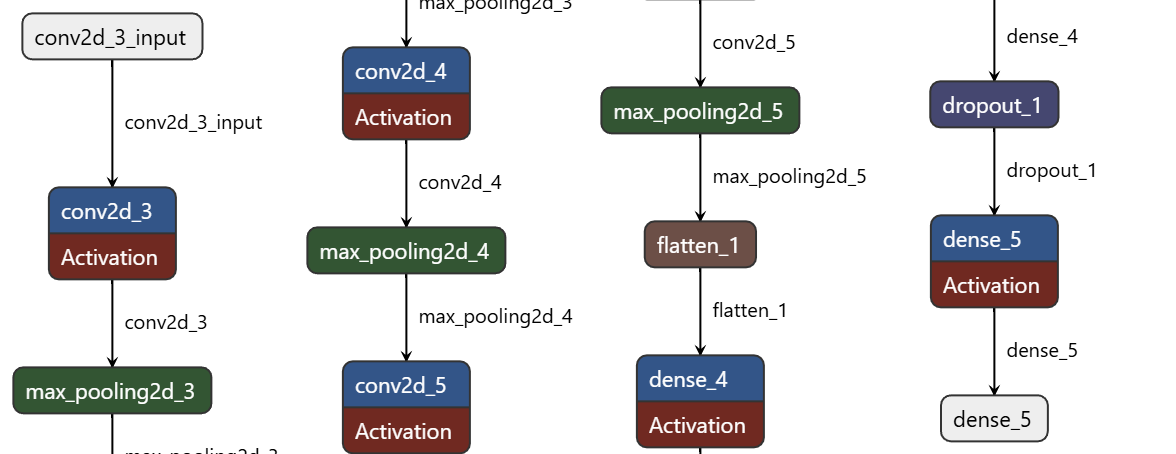 conv2d_3_input
conv2d_3_input
conv2d_3
Activation
conv2d_3
max_pooling2d_3
max_pooling2d_3
max_pooling2d_3
conv2d_4
Activation
conv2d_4
max_pooling2d_4
max_pooling2d_4
conv2d_5
Activation
conv2d_5
max_pooling2d_5
max_pooling2d_5
flatten_1
flatten_1
dense_4
Activation
dense_4
dropout_1
dropout_1
dense_5
Activation
dense_5
dense_5